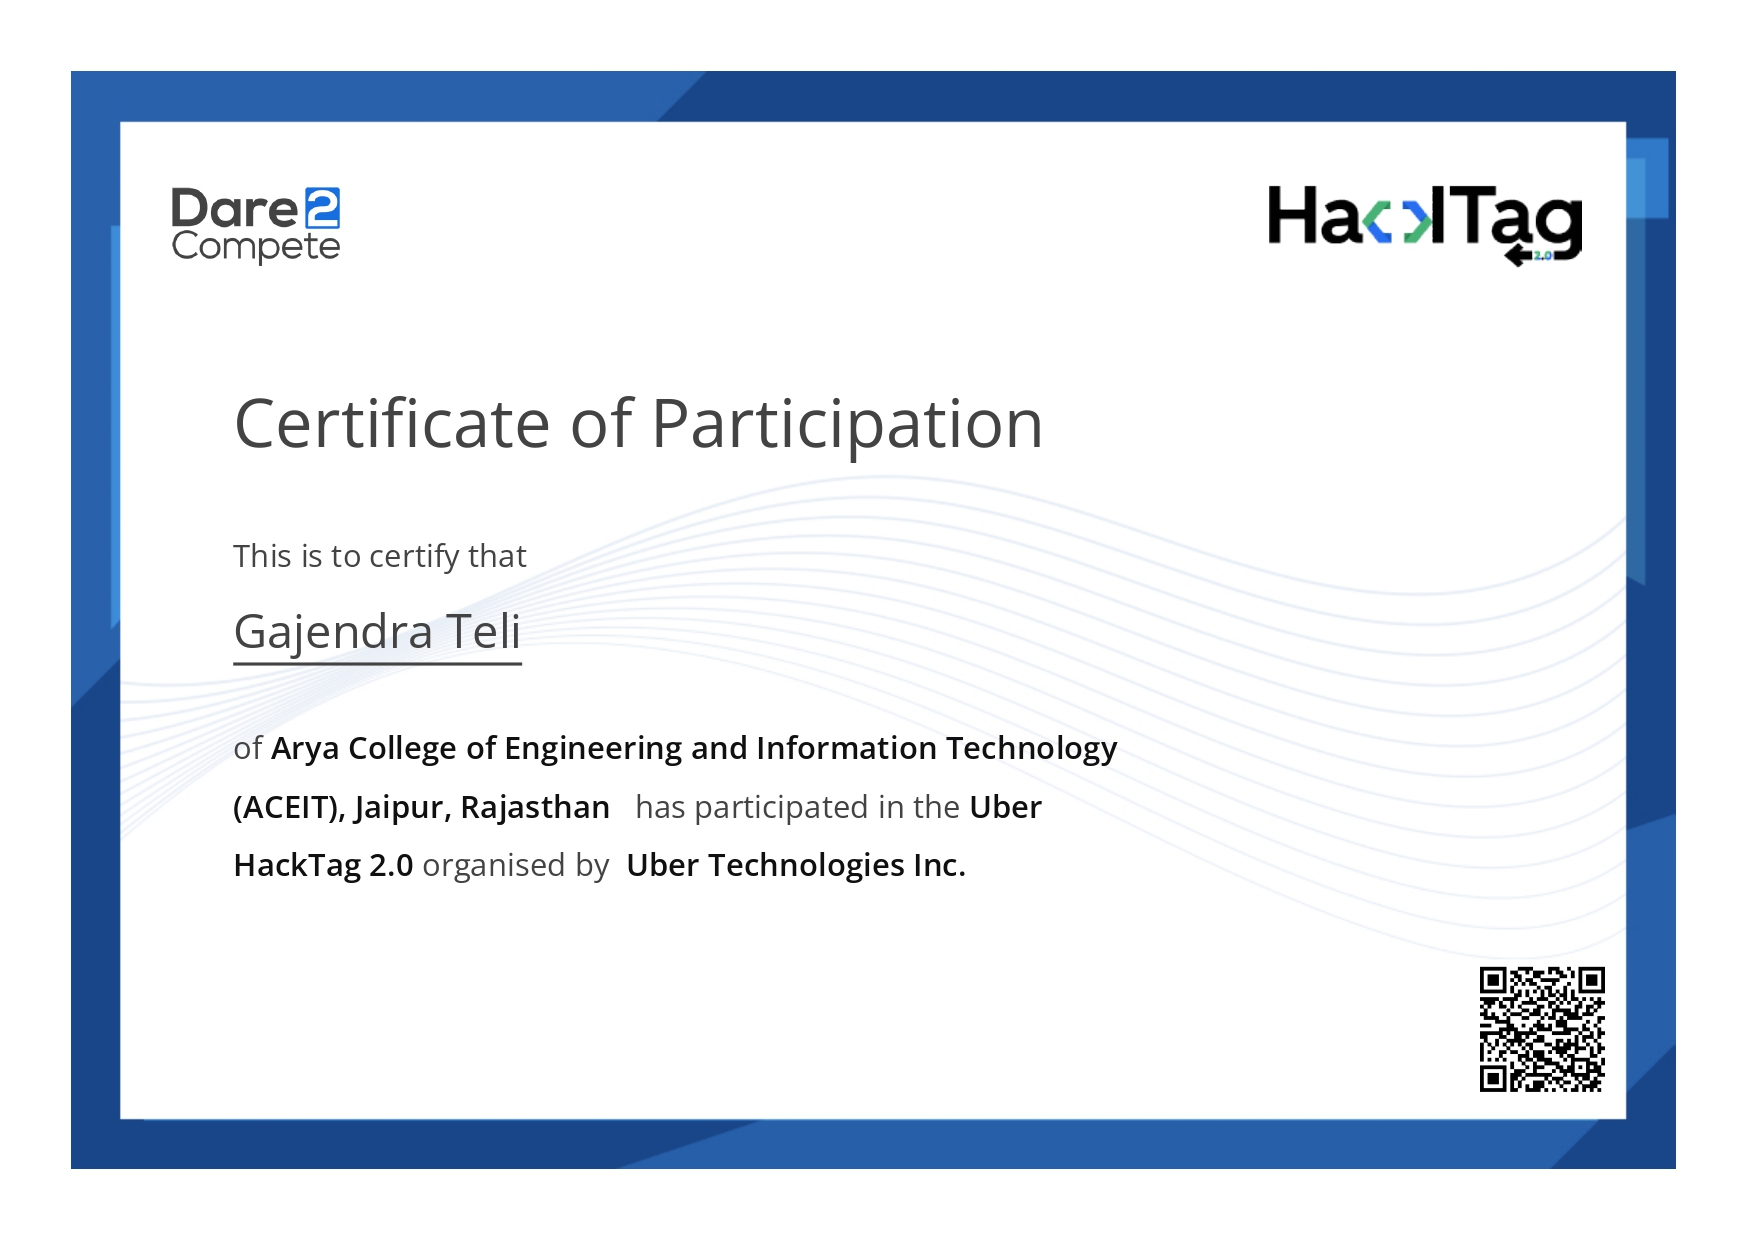 Dare2
Compete
HackTag
2.0
Certificate of Participation
This is to certify that
Gajendra Teli
of Arya College of Engineering and Information Technology
(ACEIT), Jaipur, Rajasthan has participated in the Uber
HackTag 2.0 organised by Uber Technologies Inc.